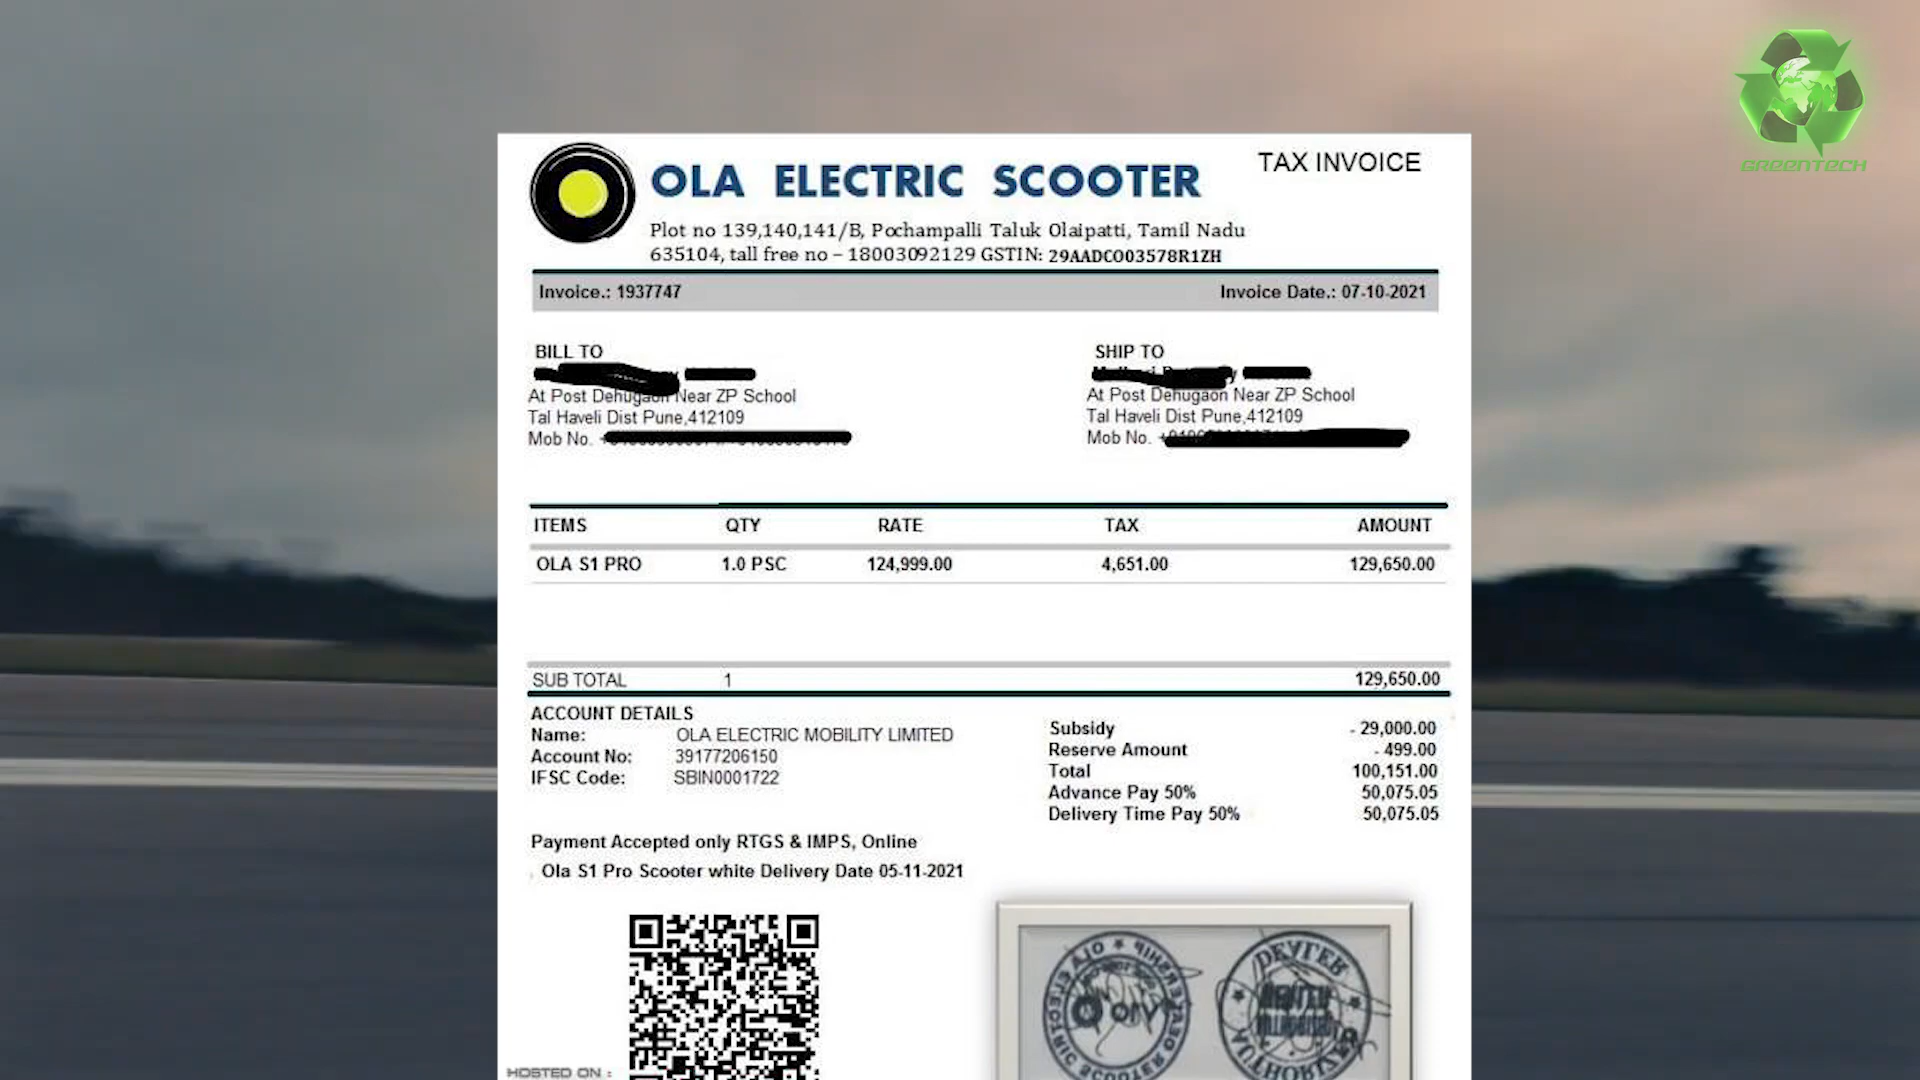 GREENTECH
OLA ELECTRIC SCOOTER
TAX INVOICE
Plot no 139,140,141/B, Pochampalli Taluk Olaipatti, Tamil Nadu
635104, tall free no – 18003092129 GSTIN: 29AADCO03578R1ZH
Invoice.: 1937747
Invoice Date.: 07-10-2021
BILL TO
At Post Dehugaon Near ZP School
Tal Haveli Dist Pune,412109
Mob No.
SHIP TO
At Post Dehugaon Near ZP School
Tal Haveli Dist Pune,412109
Mob No.
ITEMS QTY RATE TAX AMOUNT
OLA S1 PRO 1.0 PSC 124,999.00 4,651.00 129,650.00
SUB TOTAL 1 129,650.00
ACCOUNT DETAILS
Name: OLA ELECTRIC MOBILITY LIMITED
Account No: 39177206150
IFSC Code: SBIN0001722
Subsidy - 29,000.00
Reserve Amount - 499.00
Total 100,151.00
Advance Pay 50% 50,075.05
Delivery Time Pay 50% 50,075.05
Payment Accepted only RTGS & IMPS, Online
Ola S1 Pro Scooter white Delivery Date 05-11-2021
HOSTED ON :